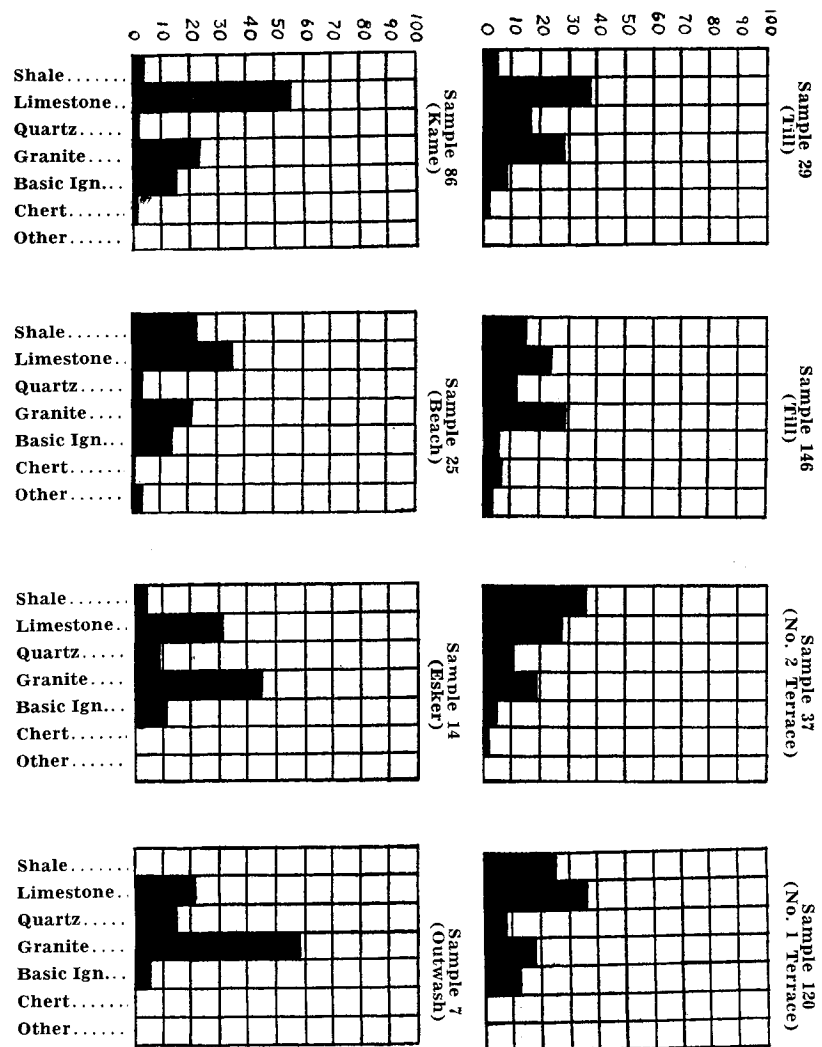 0 10 20 30 40 50 60 70 80 90 100
0 10 20 30 40 50 60 70 80 90 100
Shale.......
Limestone..
Quartz.....
Granite....
Basic Ign...
Chert......
Other......
Sample 86
(Kame)
Sample 29
(Till)
Shale.......
Limestone..
Quartz.....
Granite....
Basic Ign...
Chert......
Other......
Sample 25
(Beach)
Sample 146
(Till)
Shale.......
Limestone..
Quartz.....
Granite....
Basic Ign...
Chert......
Other......
Sample 14
(Esker)
Sample 37
(No. 2 Terrace)
Shale.......
Limestone..
Quartz.....
Granite....
Basic Ign...
Chert......
Other......
Sample 7
(Outwash)
Sample 120
(No. 1 Terrace)